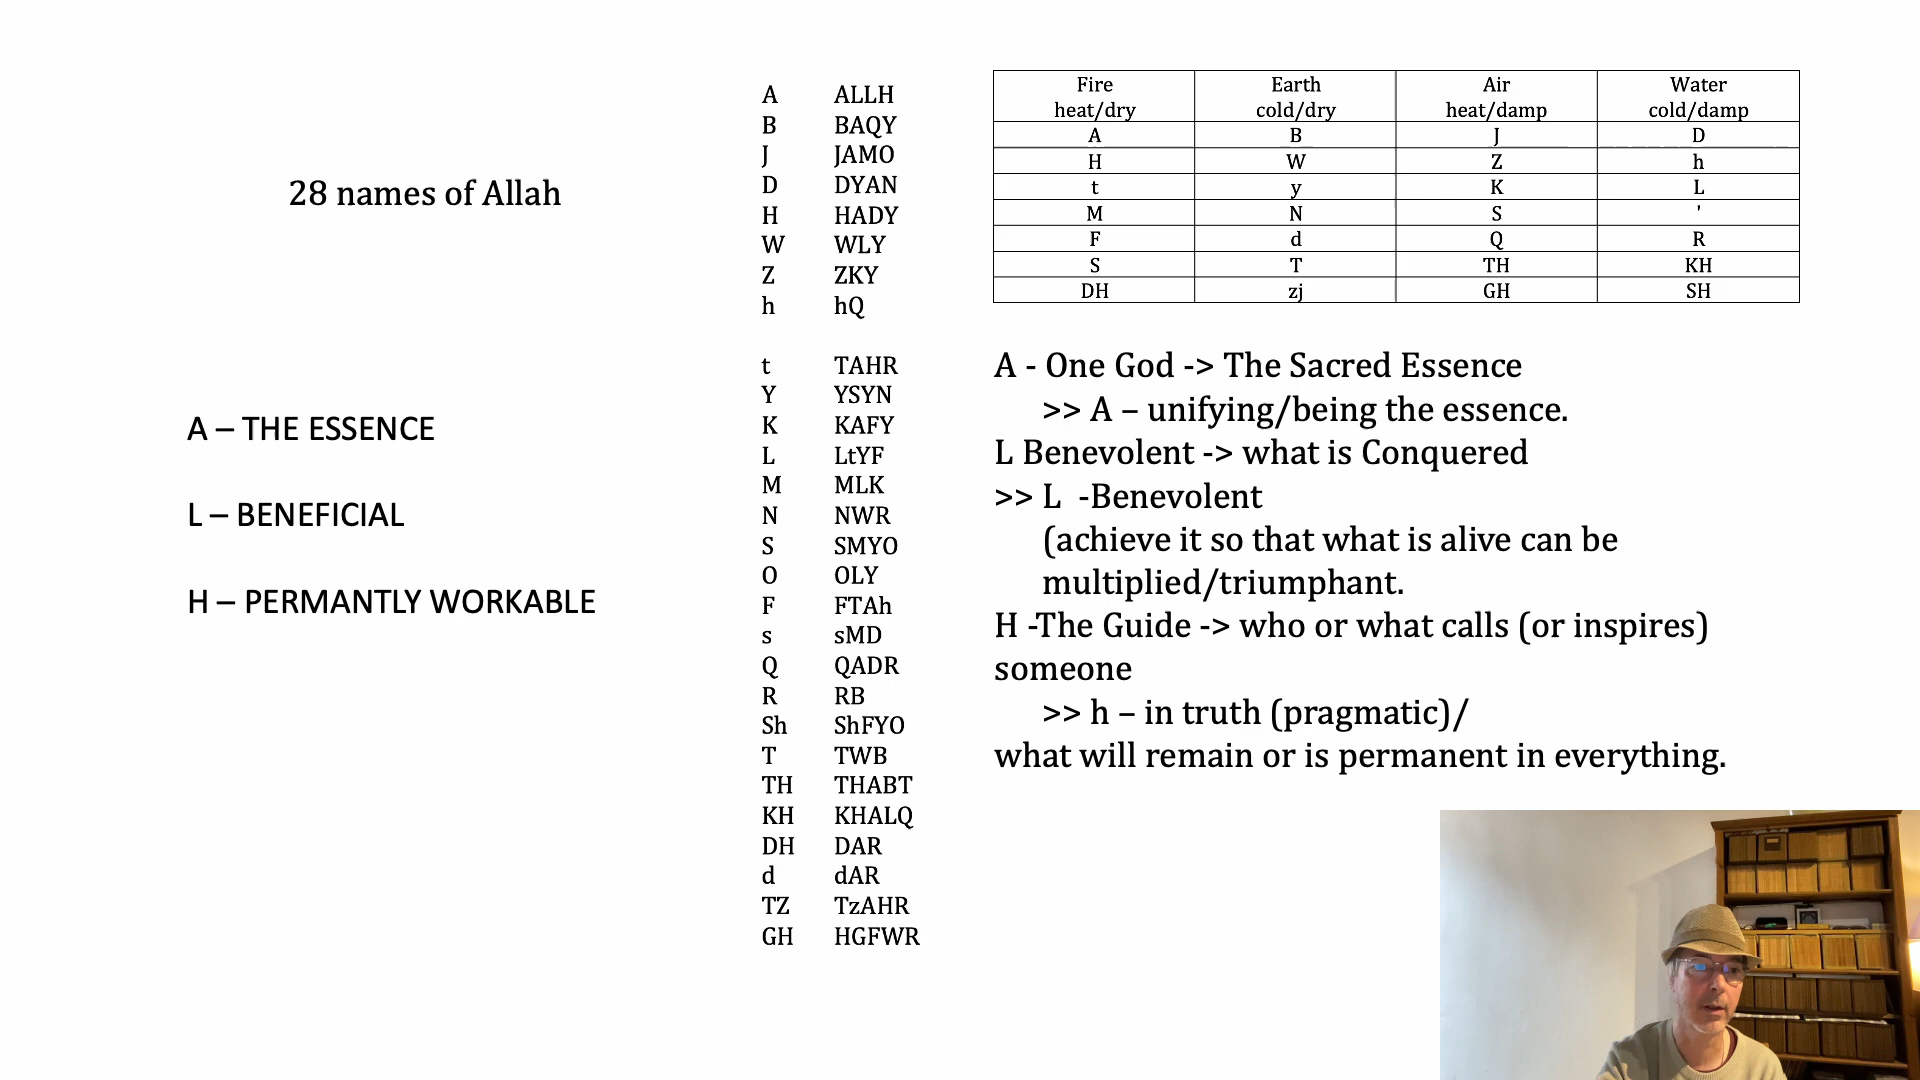 28 names of Allah
A – THE ESSENCE
L – BENEFICIAL
H – PERMANTLY WORKABLE
A ALLH
B BAQY
J JAMO
D DYAN
H HADY
W WLY
Z ZKY
h hQ
t TAHR
Y YSYN
K KAFY
L LtYF
M MLK
N NWR
S SMYO
O OLY
F FTAh
s sMD
Q QADR
R RB
Sh ShFYO
T TWB
TH THABT
KH KHALQ
DH DAR
d dAR
TZ TzAHR
GH HGFWR
Fire Earth Air Water
heat/dry cold/dry heat/damp cold/damp
A B J D
H W Z h
t y K L
M N S '
F d Q R
S T TH KH
DH zj GH SH
A - One God -> The Sacred Essence
>> A – unifying/being the essence.
L Benevolent -> what is Conquered
>> L -Benevolent
(achieve it so that what is alive can be
multiplied/triumphant.
H -The Guide -> who or what calls (or inspires)
someone
>> h – in truth (pragmatic)/
what will remain or is permanent in everything.